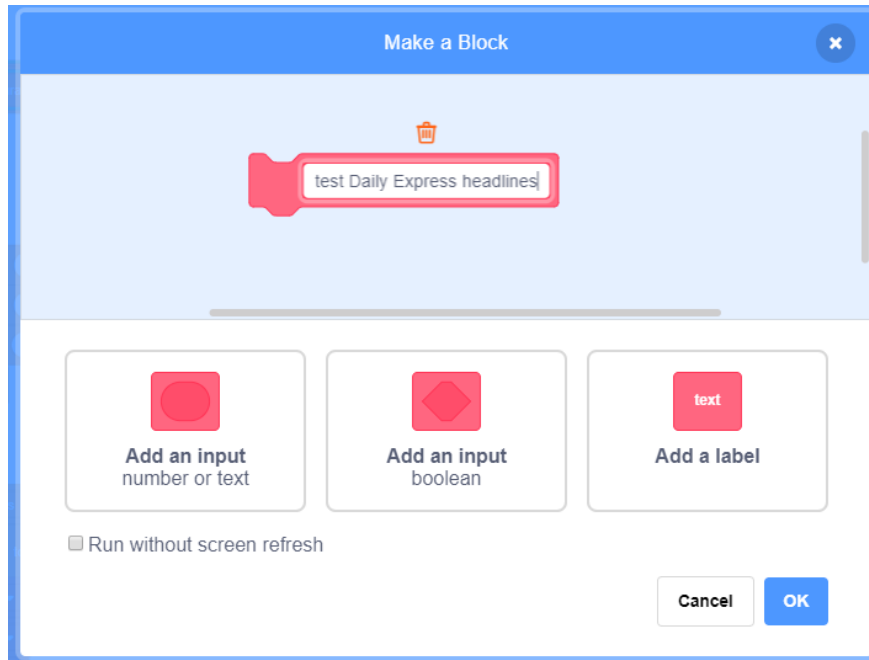 Make a Block
test Daily Express headlines
Add an input
number or text
Add an input
boolean
text
Add a label
Run without screen refresh
Cancel
OK